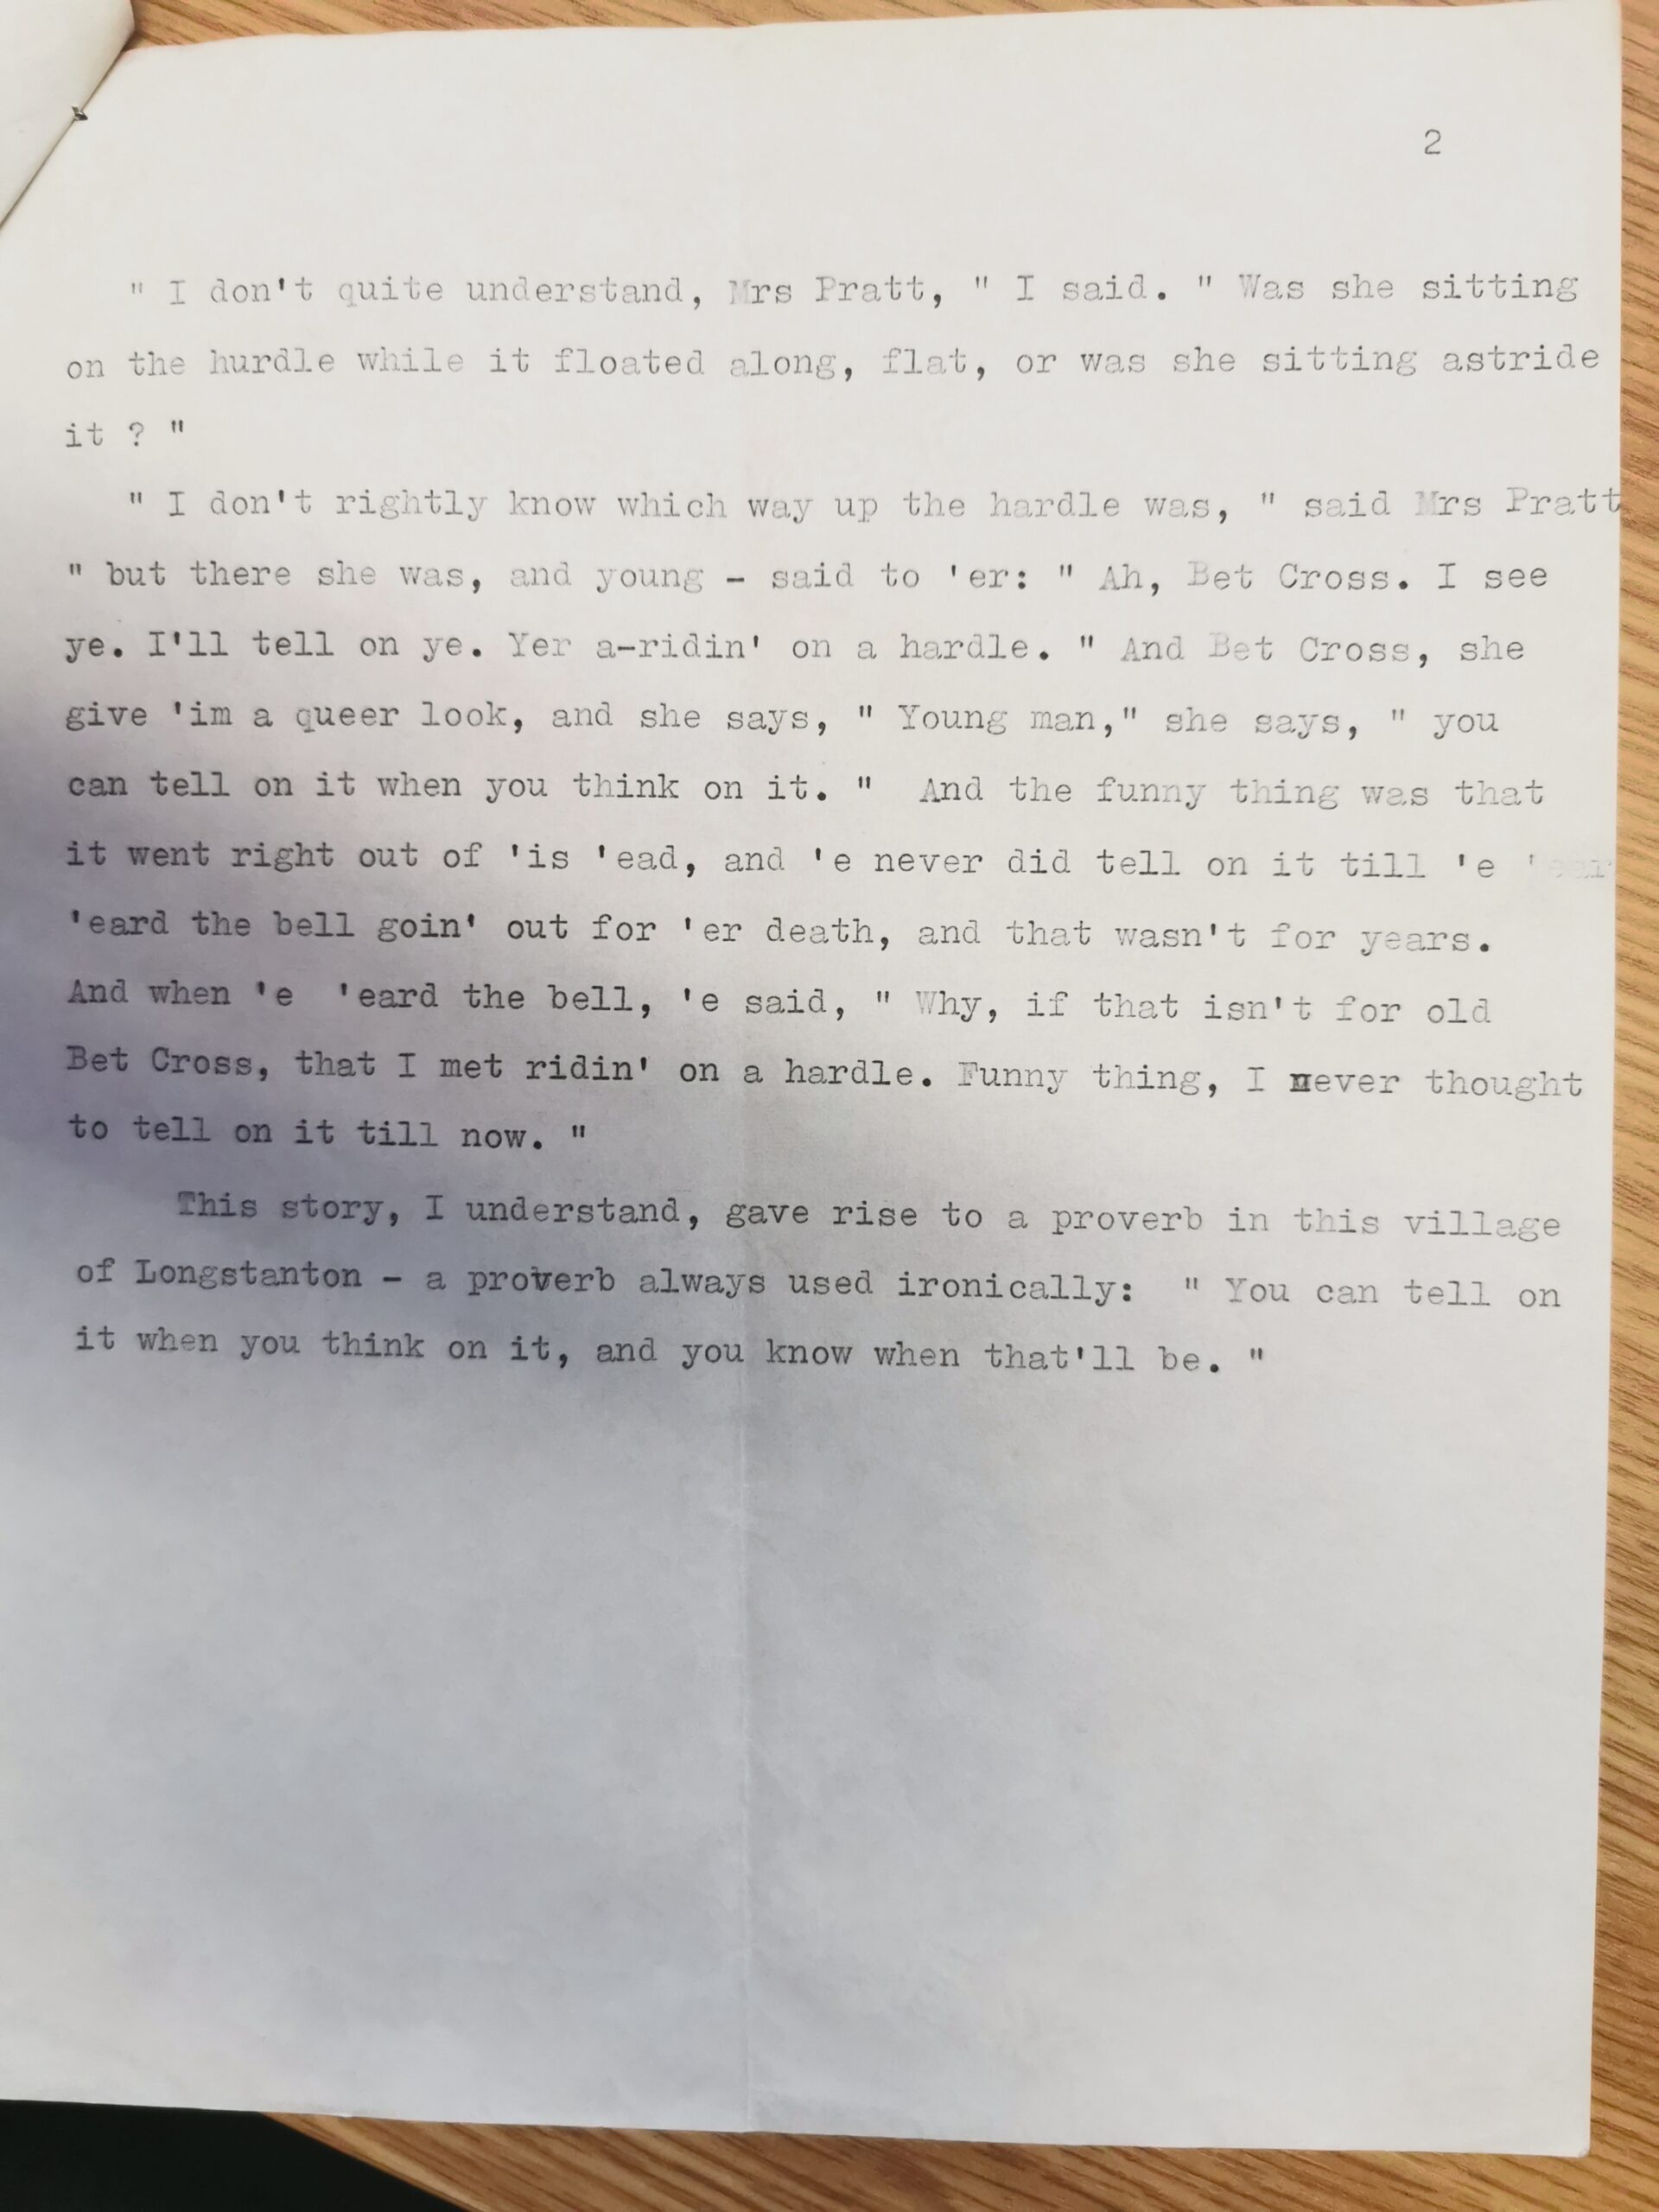 2
" I don't quite understand, Mrs Pratt, " I said. " Was she sitting
on the hurdle while it floated along, flat, or was she sitting astride
it ? "
" I don't rightly know which way up the hardle was, " said Mrs Pratt
" but there she was, and young - said to 'er: " Ah, Bet Cross. I see
ye. I'll tell on ye. Yer a-ridin' on a hardle. " And Bet Cross, she
give 'im a queer look, and she says, " Young man," she says, " you
can tell on it when you think on it. "  And the funny thing was that
it went right out of 'is 'ead, and 'e never did tell on it till 'e
'eard the bell goin' out for 'er death, and that wasn't for years.
And when 'e  'eard the bell, 'e said, " Why, if that isn't for old
Bet Cross, that I met ridin' on a hardle. Funny thing, I never thought
to tell on it till now. "
This story, I understand, gave rise to a proverb in this village
of Longstanton - a proverb always used ironically:  " You can tell on
it when you think on it, and you know when that'll be. "